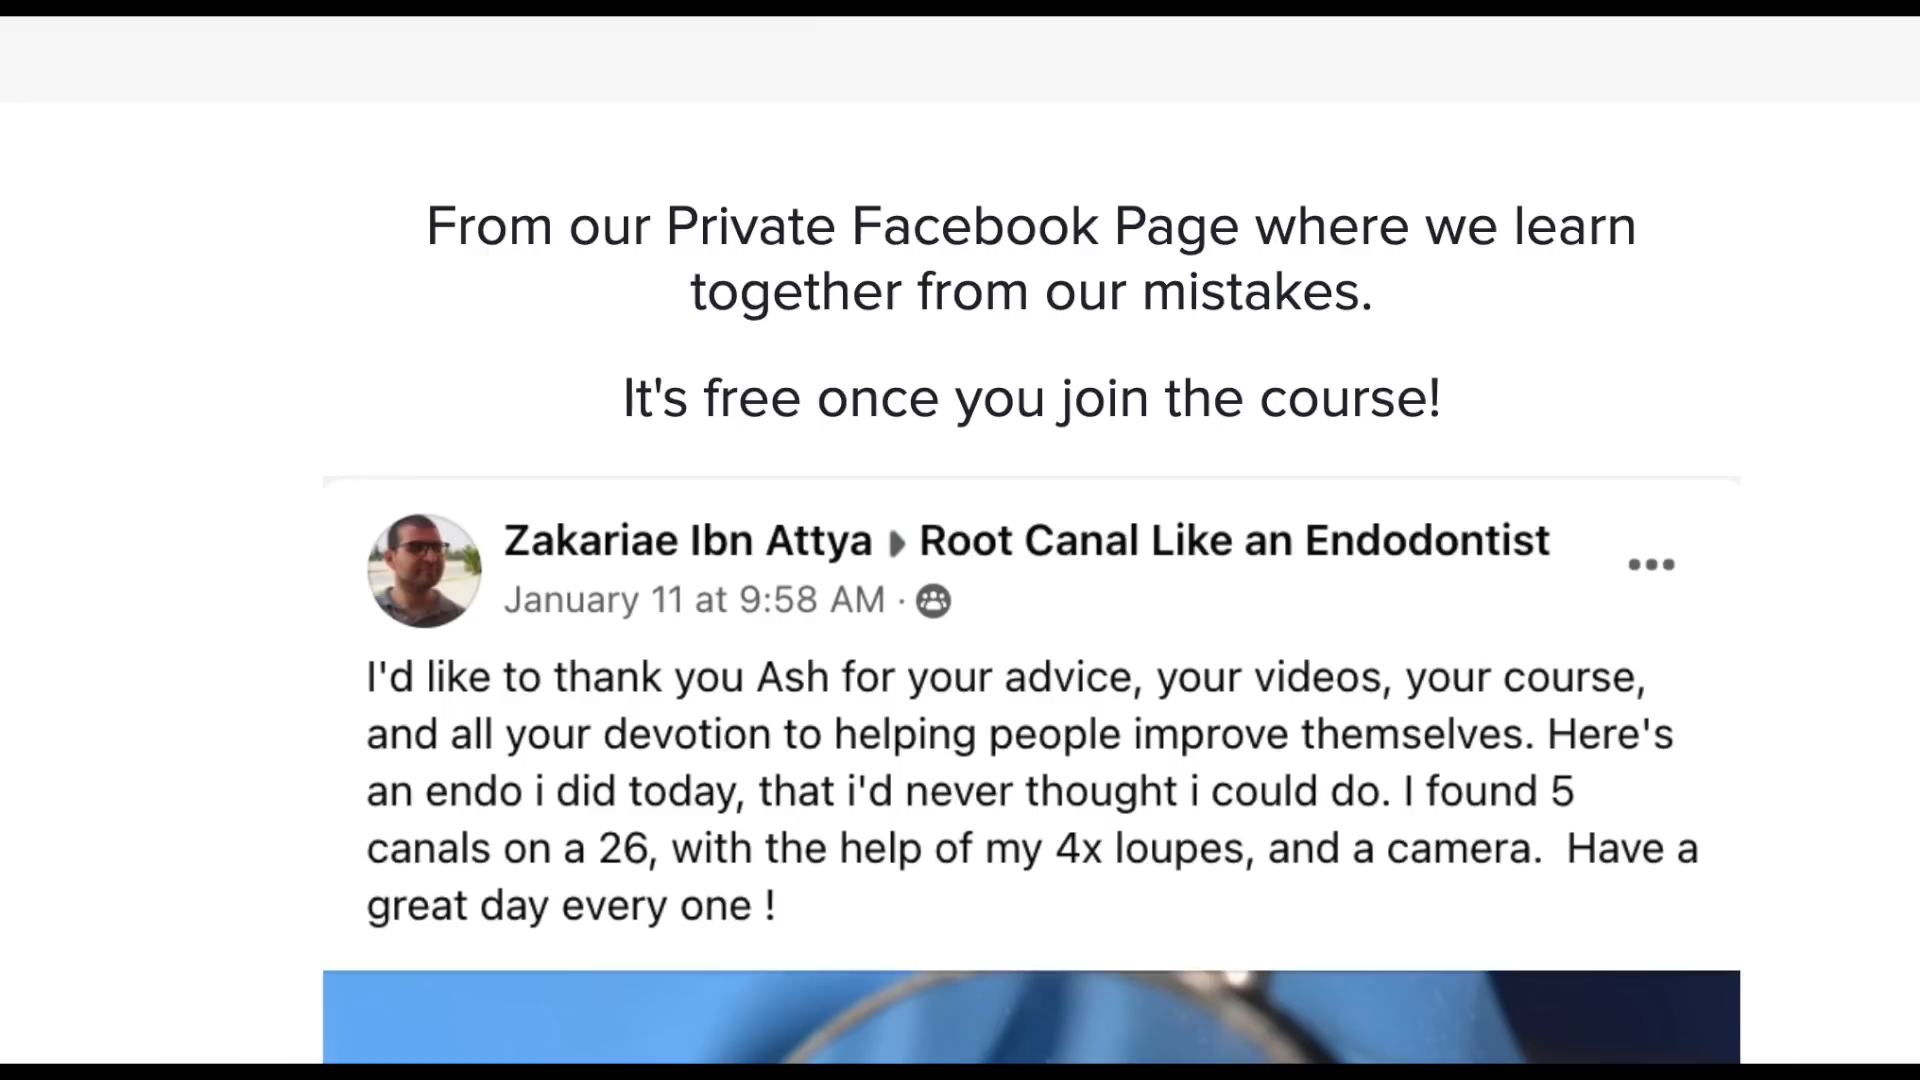 From our Private Facebook Page where we learn
together from our mistakes.
It's free once you join the course!
Zakariae Ibn Attya ▸ Root Canal Like an Endodontist
January 11 at 9:58 AM ·
I'd like to thank you Ash for your advice, your videos, your course,
and all your devotion to helping people improve themselves. Here's
an endo i did today, that i'd never thought i could do. I found 5
canals on a 26, with the help of my 4x loupes, and a camera.  Have a
great day every one !